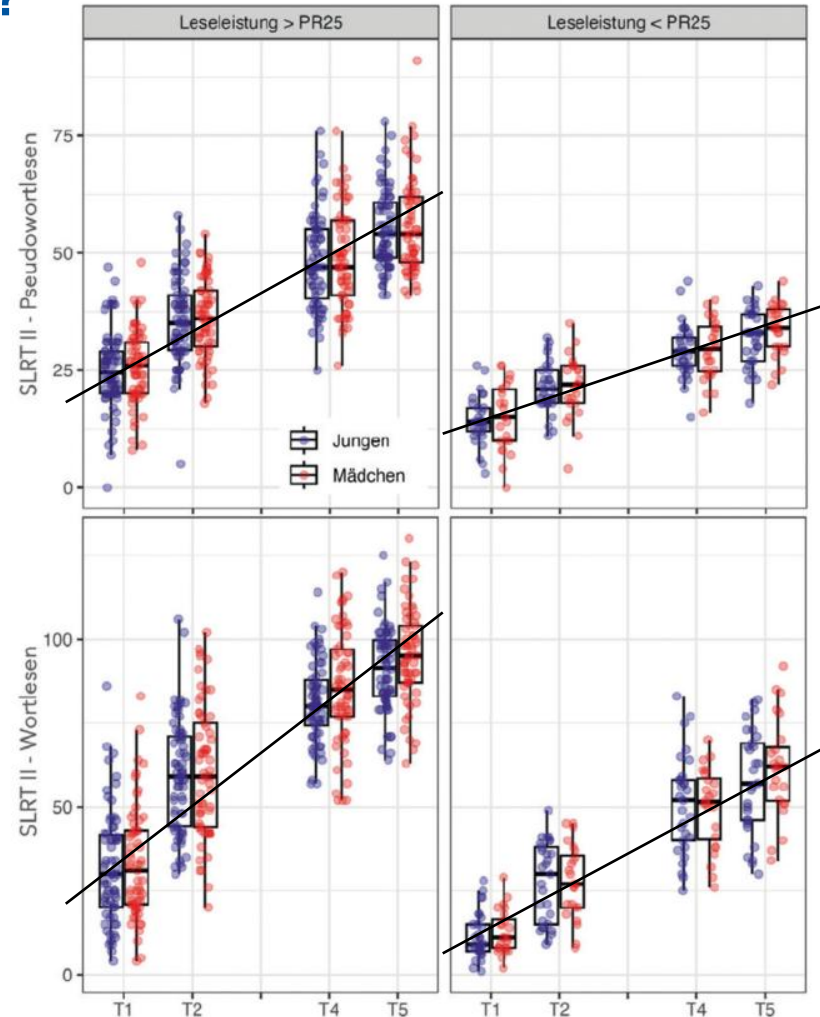 Leseleistung > PR25
Leseleistung < PR25
SLRT II - Pseudowortlesen
75
50
25
0
Jungen
Mädchen
SLRT II - Wortlesen
100
50
0
T1 T2 T4 T5
T1 T2 T4 T5